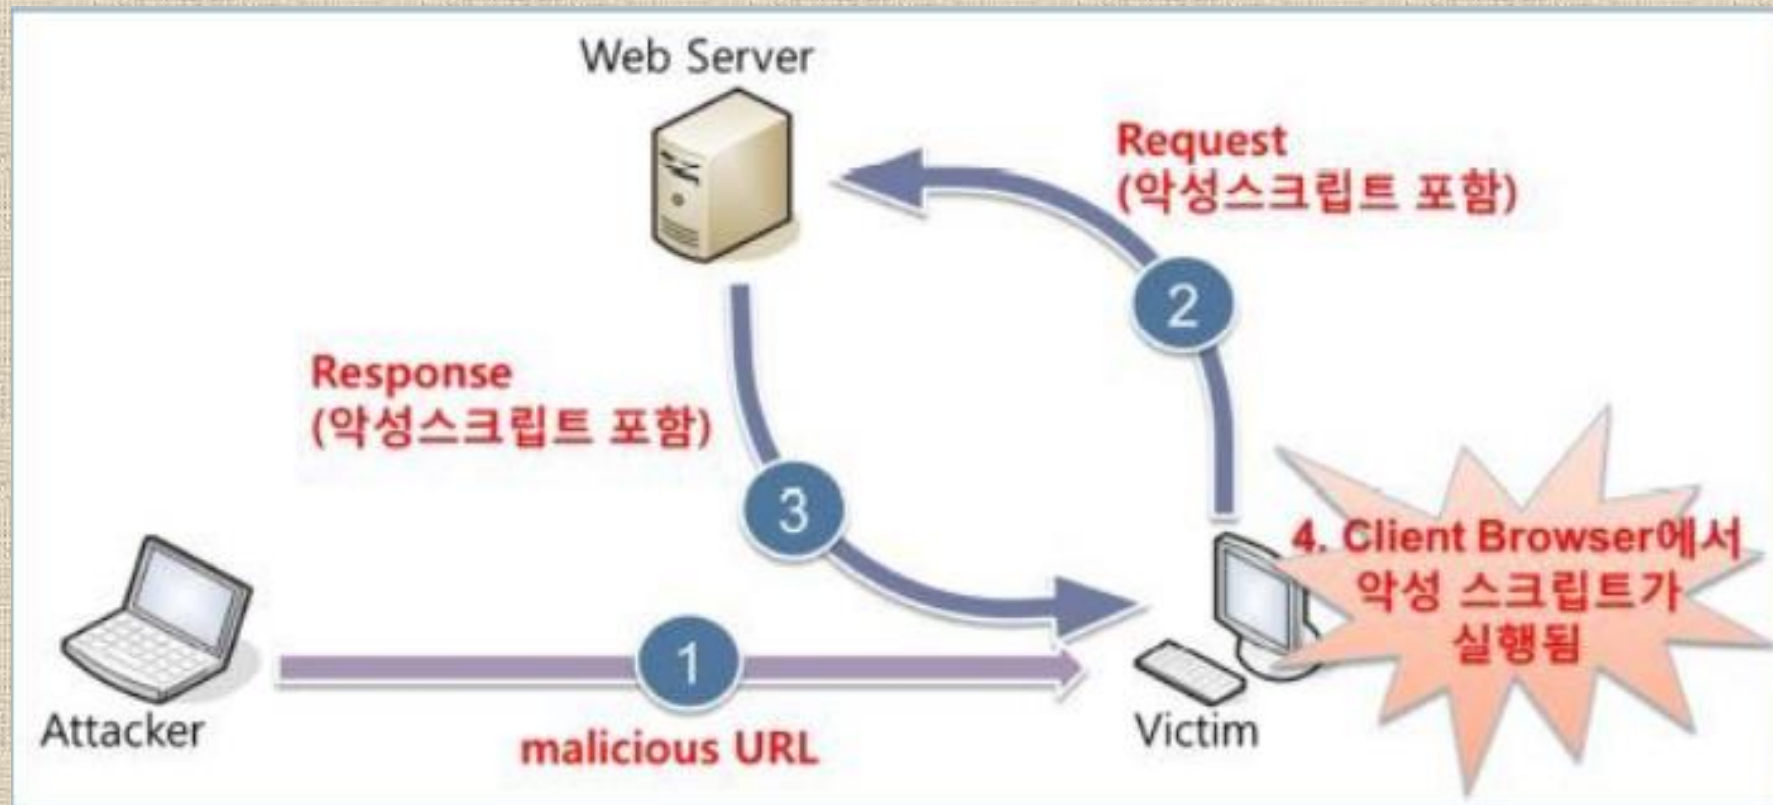 Web Server
Request
(악성스크립트 포함)
2
Response
(악성스크립트 포함)
3
4. Client Browser에서
악성 스크립트가
실행됨
1
Attacker
malicious URL
Victim